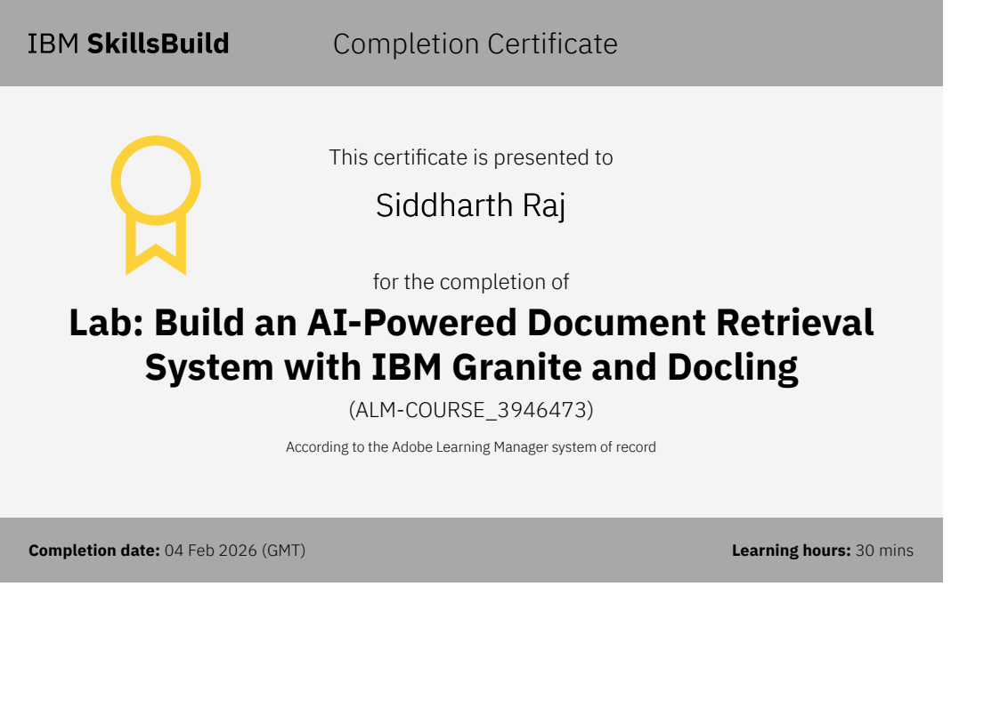 IBM SkillsBuild
Completion Certificate
This certificate is presented to
Siddharth Raj
for the completion of
Lab: Build an AI-Powered Document Retrieval
System with IBM Granite and Docling
(ALM-COURSE_3946473)
According to the Adobe Learning Manager system of record
Completion date: 04 Feb 2026 (GMT)
Learning hours: 30 mins